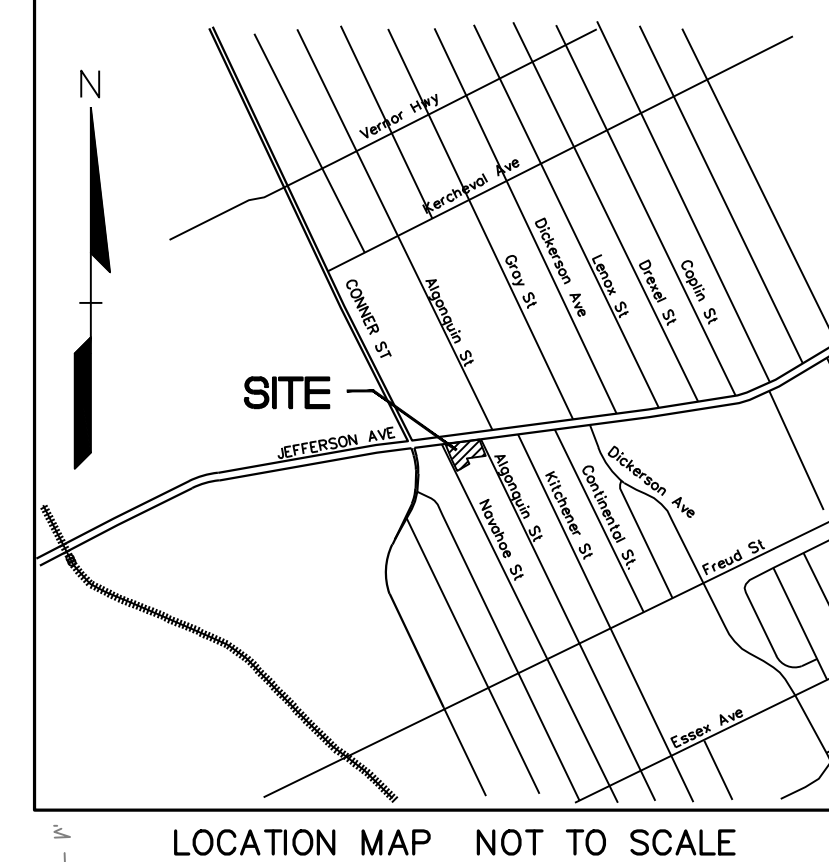 N
Vernor Hwy
Kercheval Ave
Dickerson Ave
Gray St
Lenox St
Drexel St
Coplin St
CONNER ST
Algonquin St
SITE
JEFFERSON AVE
Algonquin St
Dickerson Ave
Kitchener St
Continental St.
Navahoe St
Freud St
Essex Ave
LOCATION MAP NOT TO SCALE